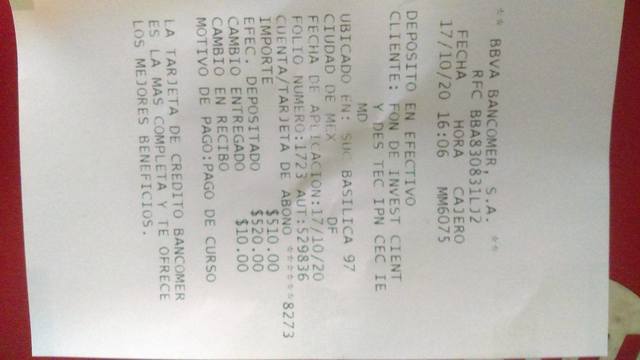 ☆☆ BBVA BANCOMER, S.A. ☆☆
RFC BBA830831LJ2
FECHA HORA CAJERO
17/10/20 16:06 MM6075
DEPOSITO EN EFECTIVO
CLIENTE: FON DE INVEST CIENT
Y DES TEC IPN CEC IE
MD
UBICADO EN: SUC BASILICA 97
CIUDAD DE MEX DF
FECHA DE APLICACION:17/10/20
FOLIO NUMERO:1723 AUT:529836
CUENTA/TARJETA DE ABONO ☆☆☆☆☆☆8273
IMPORTE $510.00
EFEC. DEPOSITADO $520.00
CAMBIO ENTREGADO $10.00
CAMBIO EN RECIBO
MOTIVO DE PAGO:PAGO DE CURSO
LA TARJETA DE CREDITO BANCOMER
ES LA MAS COMPLETA Y TE OFRECE
LOS MEJORES BENEFICIOS.